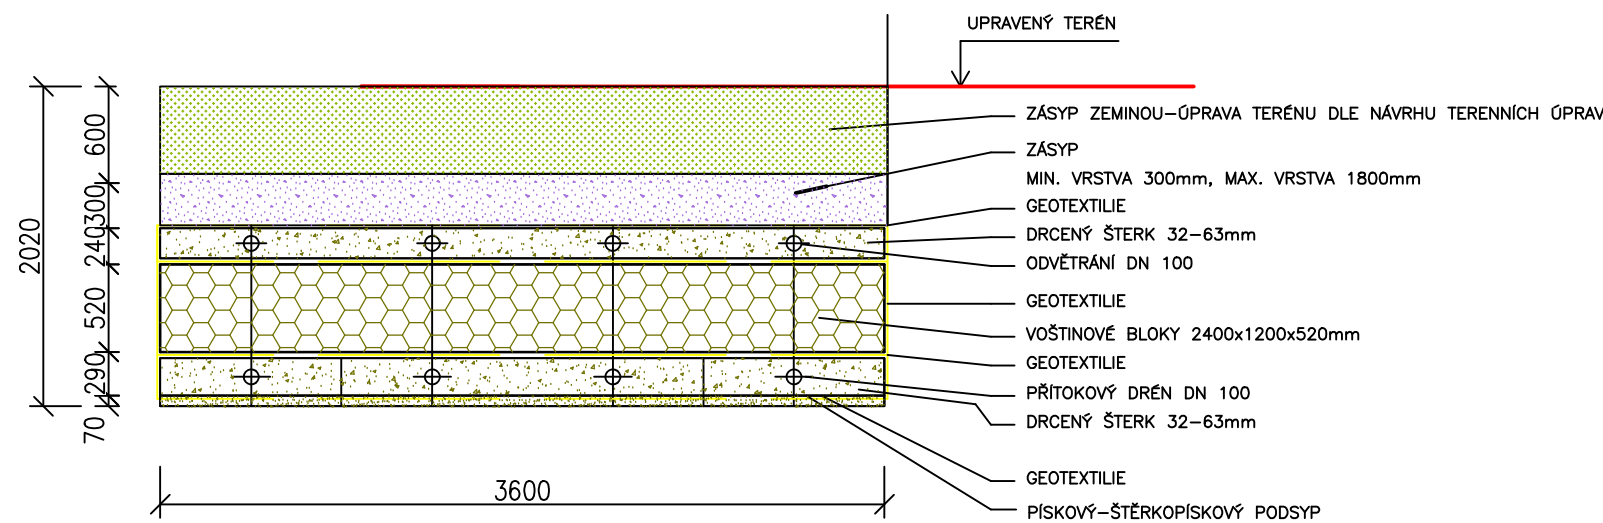 UPRAVENÝ TERÉN
ZÁSYP ZEMINOU-ÚPRAVA TERÉNU DLE NÁVRHU TERENNÍCH ÚPRAV
ZÁSYP
MIN. VRSTVA 300mm, MAX. VRSTVA 1800mm
GEOTEXTILIE
DRCENÝ ŠTERK 32-63mm
ODVĚTRÁNÍ DN 100
GEOTEXTILIE
VOŠTINOVÉ BLOKY 2400x1200x520mm
GEOTEXTILIE
PŘÍTOKOVÝ DRÉN DN 100
DRCENÝ ŠTERK 32-63mm
GEOTEXTILIE
PÍSKOVÝ-ŠTĚRKOPÍSKOVÝ PODSYP
2020
600
300
240
520
290
70
3600